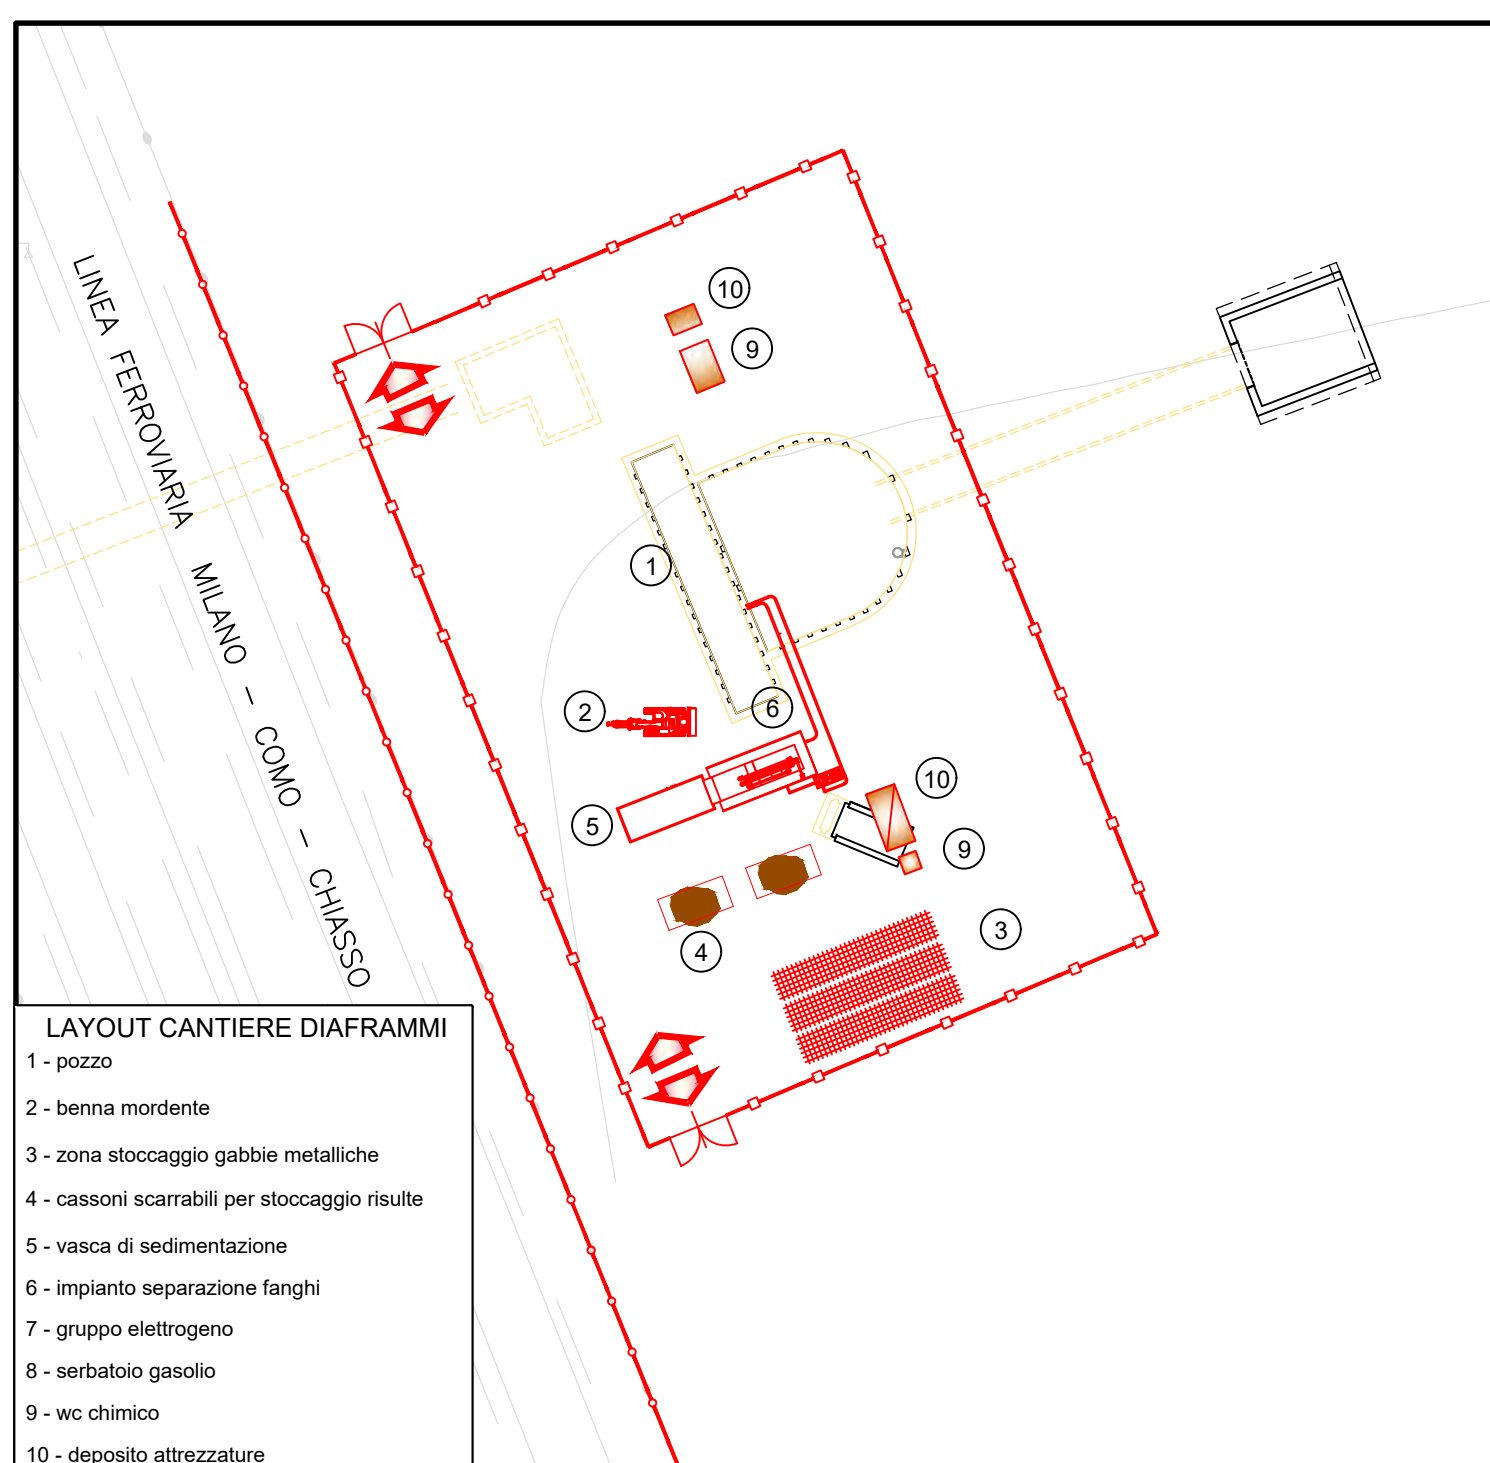 10
9
LINEA FERROVIARIA MILANO - COMO - CHIASSO
1
2
6
10
5
9
3
4
LAYOUT CANTIERE DIAFRAMMI
1 - pozzo
2 - benna mordente
3 - zona stoccaggio gabbie metalliche
4 - cassoni scarrabili per stoccaggio risulte
5 - vasca di sedimentazione
6 - impianto separazione fanghi
7 - gruppo elettrogeno
8 - serbatoio gasolio
9 - wc chimico
10 - deposito attrezzature